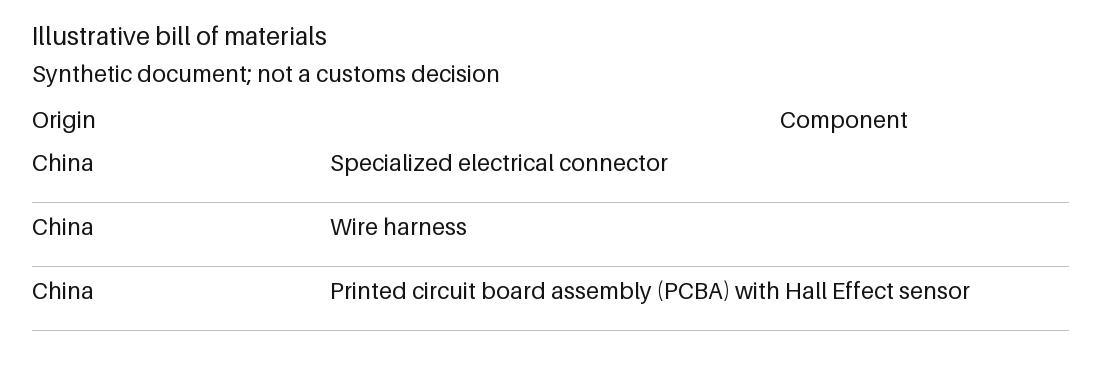 Illustrative bill of materials
Synthetic document; not a customs decision
Origin Component
China Specialized electrical connector
China Wire harness
China Printed circuit board assembly (PCBA) with Hall Effect sensor